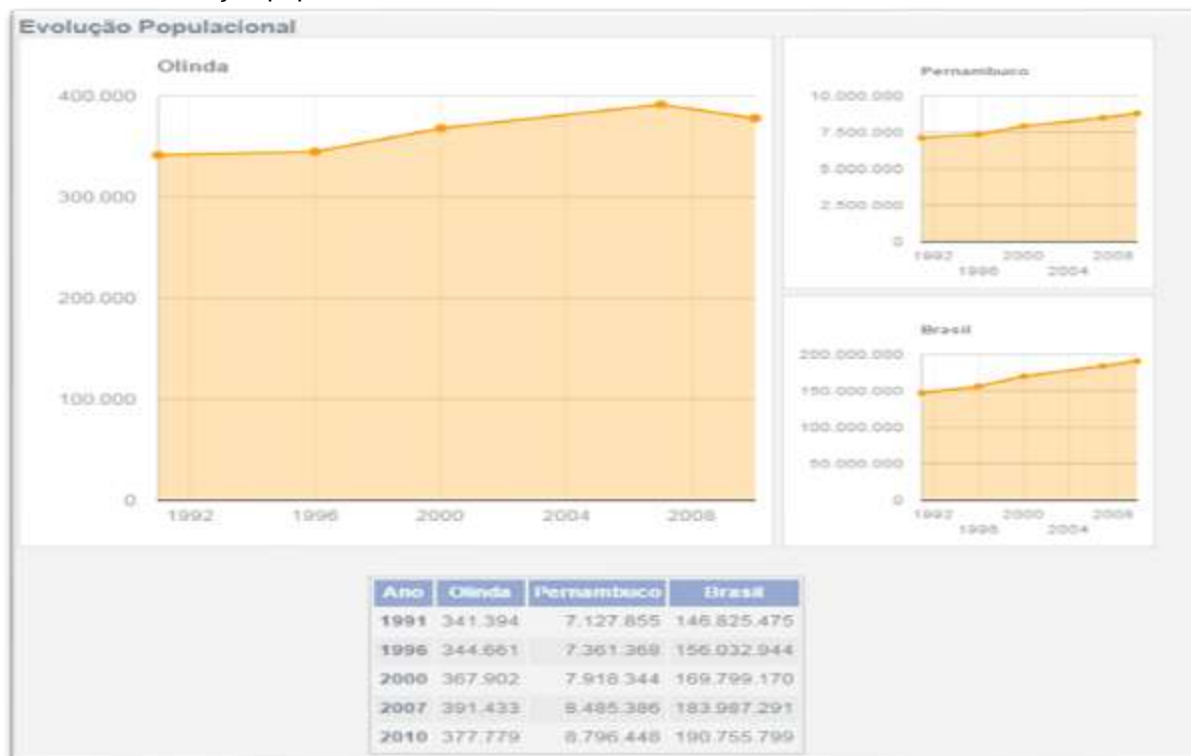 Evolução Populacional
Olinda
400.000
300.000
200.000
100.000
0
1992 1996 2000 2004 2008
Pernambuco
10.000.000
7.500.000
5.000.000
2.500.000
0
1992 2000 2008
1996 2004
Brasil
200.000.000
150.000.000
100.000.000
50.000.000
0
1992 2000 2008
1996 2004
Ano Olinda Pernambuco Brasil
1991 341.394 7.127.855 146.825.475
1996 344.661 7.361.368 156.032.944
2000 367.902 7.918.344 169.799.170
2007 391.433 8.485.386 183.987.291
2010 377.779 8.796.448 190.755.799